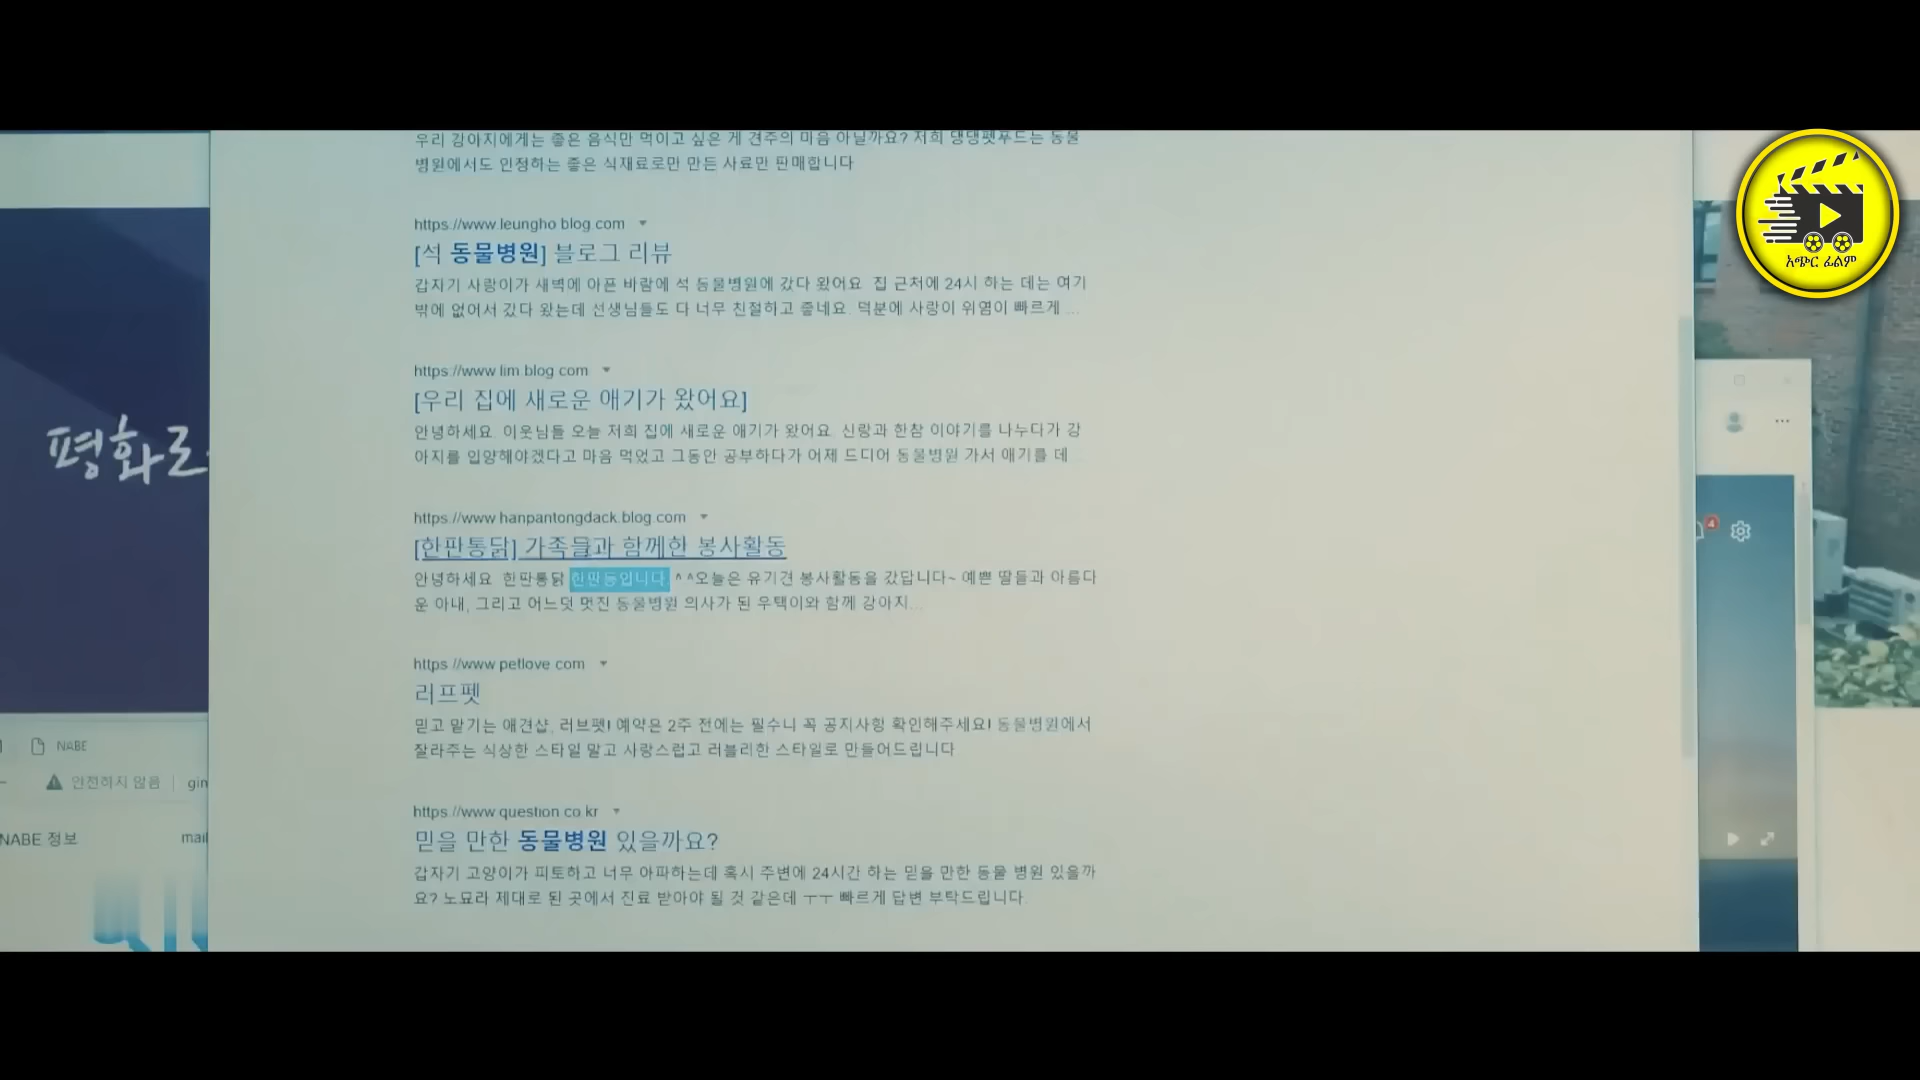 우리 강아지에게는 좋은 음식만 먹이고 싶은 게 견주의 마음 아닐까요? 저희 댕댕펫푸드는 동물
병원에서도 인정하는 좋은 식재료로만 만든 사료만 판매합니다
https://www.leungho blog com
[석 동물병원] 블로그 리뷰
갑자기 사랑이가 새벽에 아픈 바람에 석 동물병원에 갔다 왔어요 집 근처에 24시 하는 데는 여기
밖에 없어서 갔다 왔는데 선생님들도 다 너무 친절하고 좋네요. 덕분에 사랑이 위염이 빠르게 ...
https://www lim blog com
[우리 집에 새로운 애기가 왔어요]
안녕하세요. 이웃님들 오늘 저희 집에 새로운 애기가 왔어요. 신랑과 한참 이야기를 나누다가 강
아지를 입양해야겠다고 마음 먹었고 그동안 공부하다가 어제 드디어 동물병원 가서 애기를 데...
https://www hanpantongdack.blog.com
[한판통닭] 가족들과 함께한 봉사활동
안녕하세요 한판통닭 한판등입니다. ^ ^오늘은 유기견 봉사활동을 갔답니다~ 예쁜 딸들과 아름다
운 아내, 그리고 어느덧 멋진 동물병원 의사가 된 우택이와 함께 강아지...
https //www petlove com
러프펫
믿고 맡기는 애견샵, 러브펫! 예약은 2주 전에는 필수니 꼭 공지사항 확인해주세요! 동물병원에서
잘라주는 식상한 스타일 말고 사랑스럽고 러블리한 스타일로 만들어드립니다
https //www question co kr
믿을 만한 동물병원 있을까요?
갑자기 고양이가 피토하고 너무 아파하는데 혹시 주변에 24시간 하는 믿을 만한 동물 병원 있을까
요? 노묘라 제대로 된 곳에서 진료 받아야 될 것 같은데 ㅜㅜ 빠르게 답변 부탁드립니다.
평화로
NABE
안전하지 않음 | gin
NABE 정보 mail
4
አጭር ፊልም